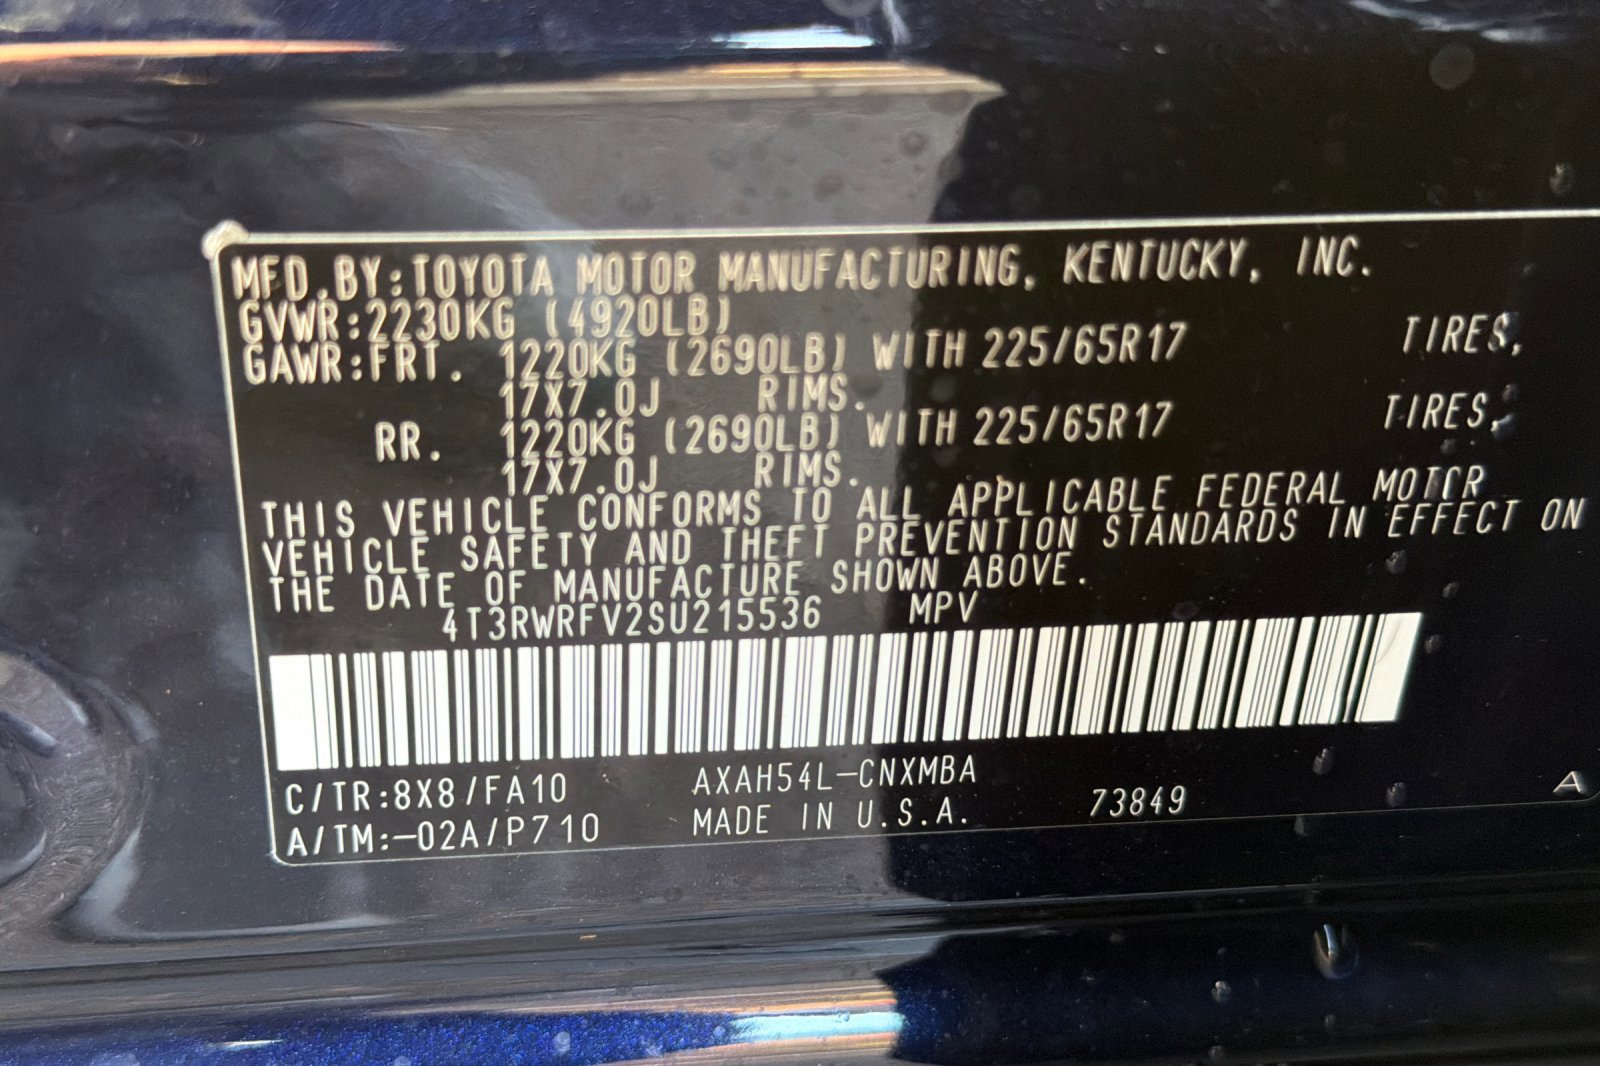 MFD.BY:TOYOTA MOTOR MANUFACTURING, KENTUCKY, INC.
GVWR:2230KG (4920LB)
GAWR:FRT. 1220KG (2690LB) WITH 225/65R17 TIRES,
17X7.0J RIMS.
RR. 1220KG (2690LB) WITH 225/65R17 TIRES,
17X7.0J RIMS.
THIS VEHICLE CONFORMS TO ALL APPLICABLE FEDERAL MOTOR
VEHICLE SAFETY AND THEFT PREVENTION STANDARDS IN EFFECT ON
THE DATE OF MANUFACTURE SHOWN ABOVE.
4T3RWRFV2SU215536 MPV
C/TR:8X8/FA10 AXAH54L-CNXMBA
A/TM:-02A/P710 MADE IN U.S.A. 73849 A